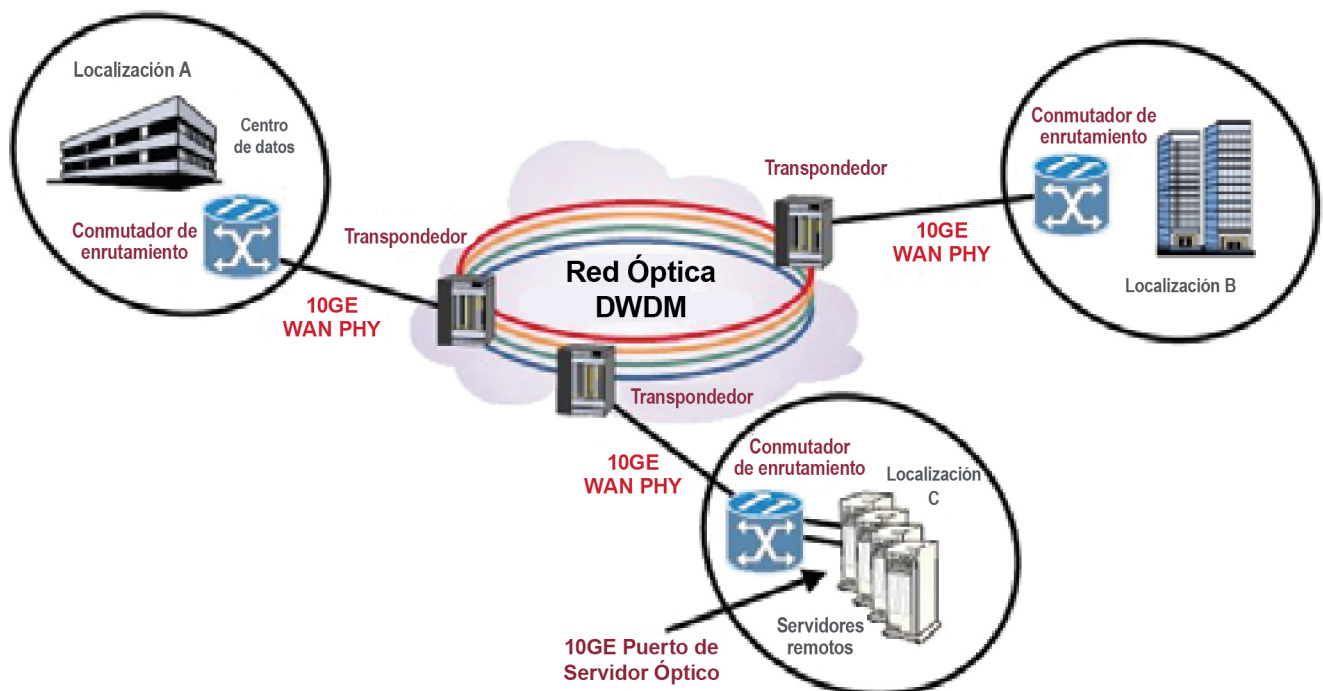 Localización A
Centro
de datos
Conmutador de
enrutamiento
10GE
WAN PHY
Transpondedor
Red Óptica
DWDM
Transpondedor
10GE
WAN PHY
Conmutador de
enrutamiento
Localización B
Transpondedor
10GE
WAN PHY
Conmutador
de enrutamiento
Localización
C
Servidores
remotos
10GE Puerto de
Servidor Óptico